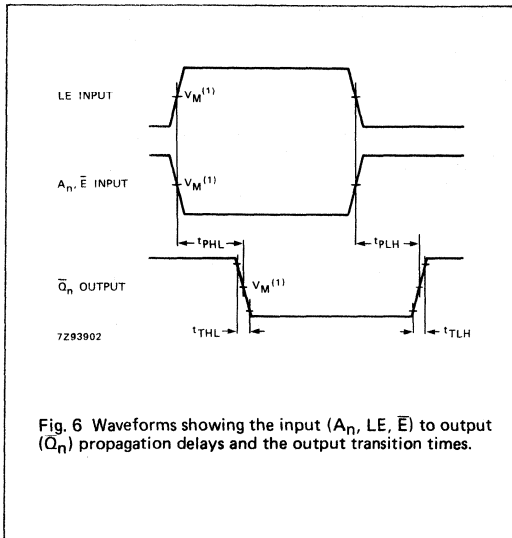 LE INPUT
V_M^(1)
A_n, E̅ INPUT
V_M^(1)
t_PHL
t_PLH
Q̅_n OUTPUT
V_M^(1)
7Z93902
t_THL
t_TLH
Fig. 6 Waveforms showing the input (A_n, LE, E̅) to output
(Q̅_n) propagation delays and the output transition times.